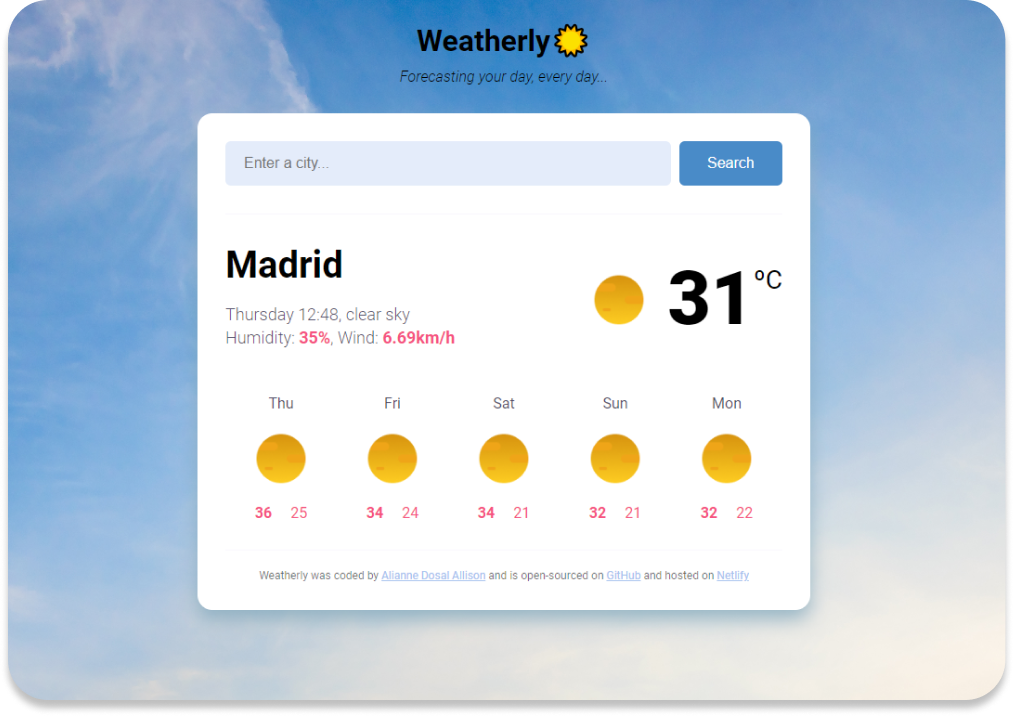 Weatherly
Forecasting your day, every day...
Enter a city... Search
Madrid
31 ºC
Thursday 12:48, clear sky
Humidity: 35%, Wind: 6.69km/h
Thu Fri Sat Sun Mon
36 25 34 24 34 21 32 21 32 22
Weatherly was coded by Alianne Dosal Allison and is open-sourced on GitHub and hosted on Netlify